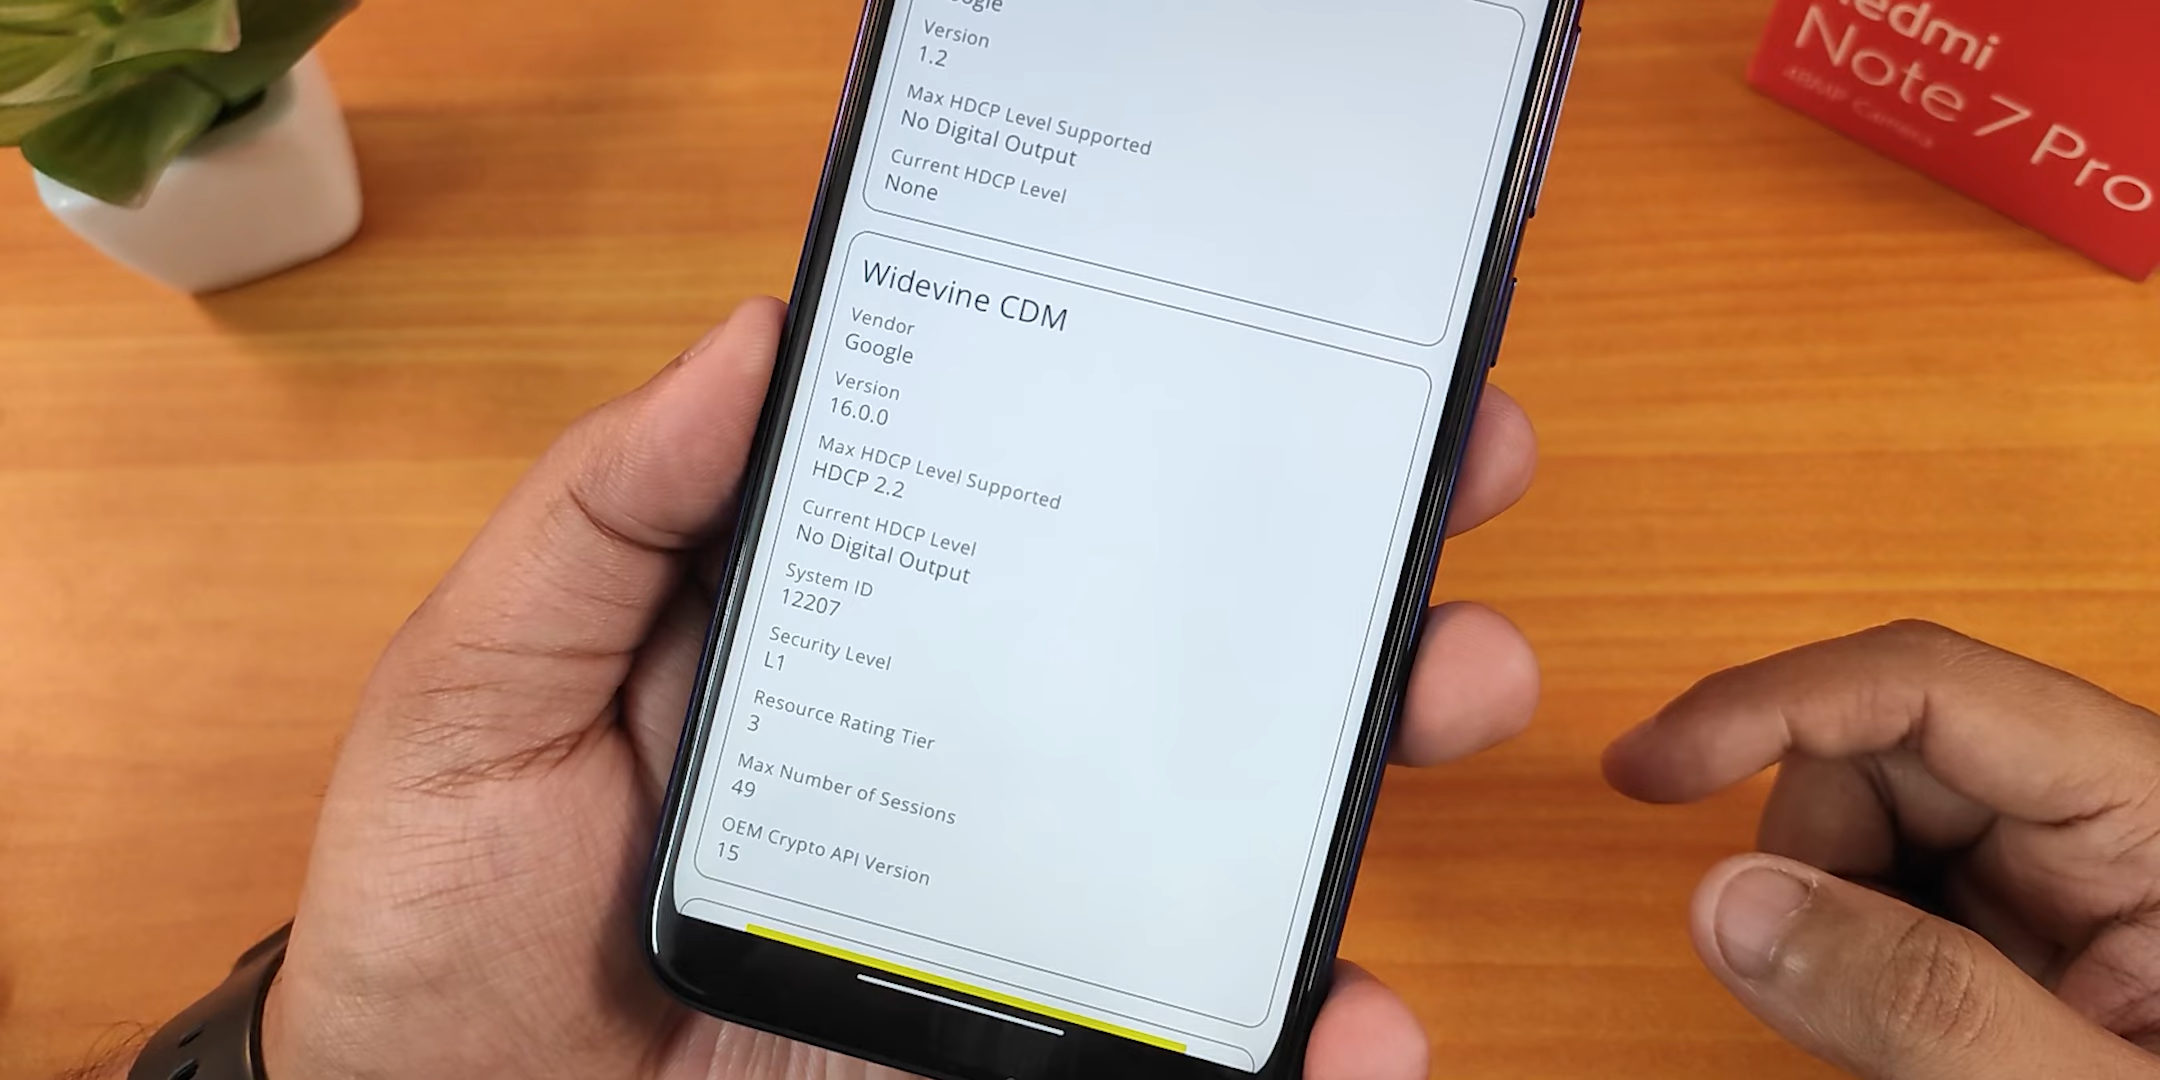 Version
1.2
Max HDCP Level Supported
No Digital Output
Current HDCP Level
None
Widevine CDM
Vendor
Google
Version
16.0.0
Max HDCP Level Supported
HDCP 2.2
Current HDCP Level
No Digital Output
System ID
12207
Security Level
L1
Resource Rating Tier
3
Max Number of Sessions
49
OEM Crypto API Version
15
Redmi
Note 7 Pro
48MP Camera